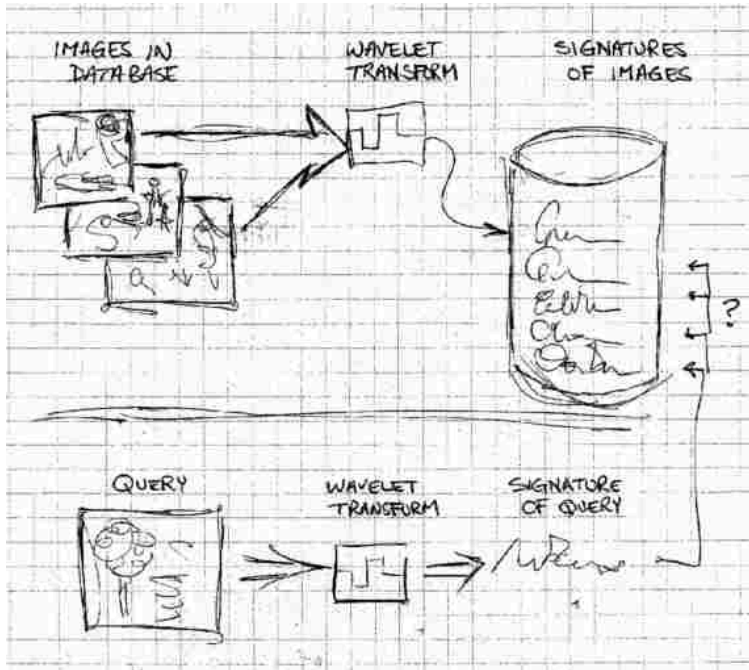 IMAGES IN
DATABASE
WAVELET
TRANSFORM
SIGNATURES
OF IMAGES
?
QUERY
WAVELET
TRANSFORM
SIGNATURE
OF QUERY